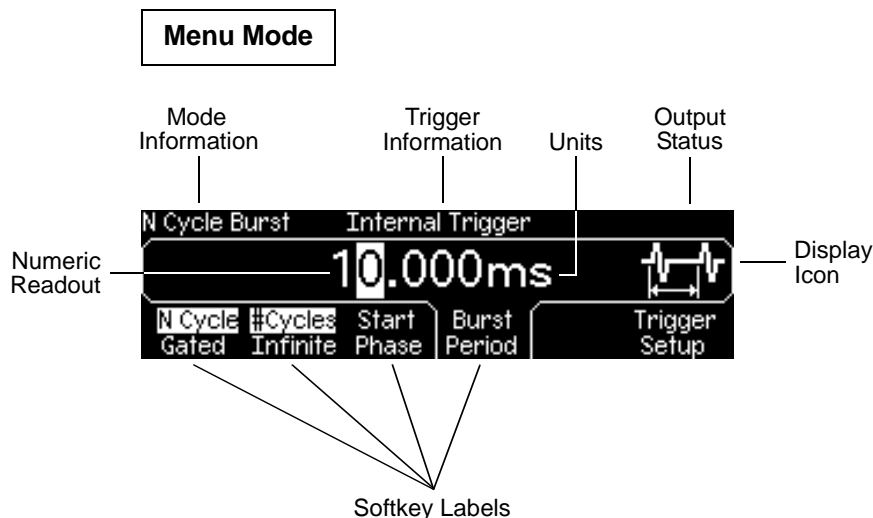 Menu Mode
Mode Information
Trigger Information
Units
Output Status
N Cycle Burst
Internal Trigger
Numeric Readout
10.000ms
Display Icon
N Cycle Gated
#Cycles Infinite
Start Phase
Burst Period
Trigger Setup
Softkey Labels